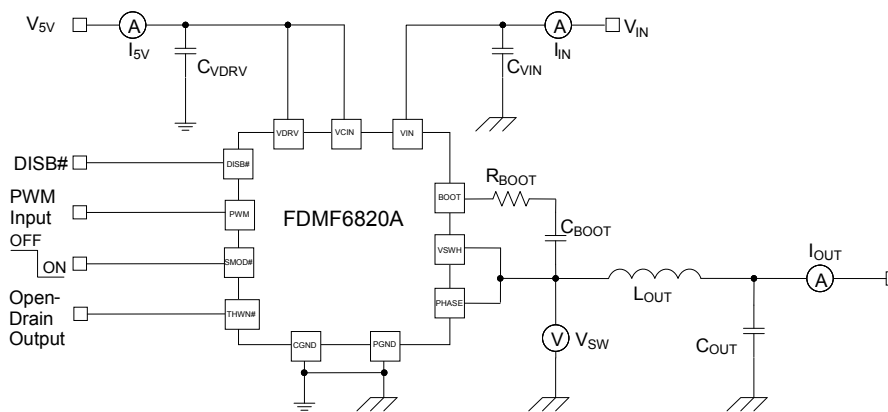 V5V
A
I5V
CVDRV
A
IIN
VIN
CVIN
VDRV
VCIN
VIN
DISB#
DISB#
PWM
Input
PWM
OFF
ON
SMOD#
Open-
Drain
Output
THWN#
FDMF6820A
BOOT
RBOOT
CBOOT
VSWH
PHASE
CGND
PGND
V
VSW
LOUT
IOUT
A
COUT